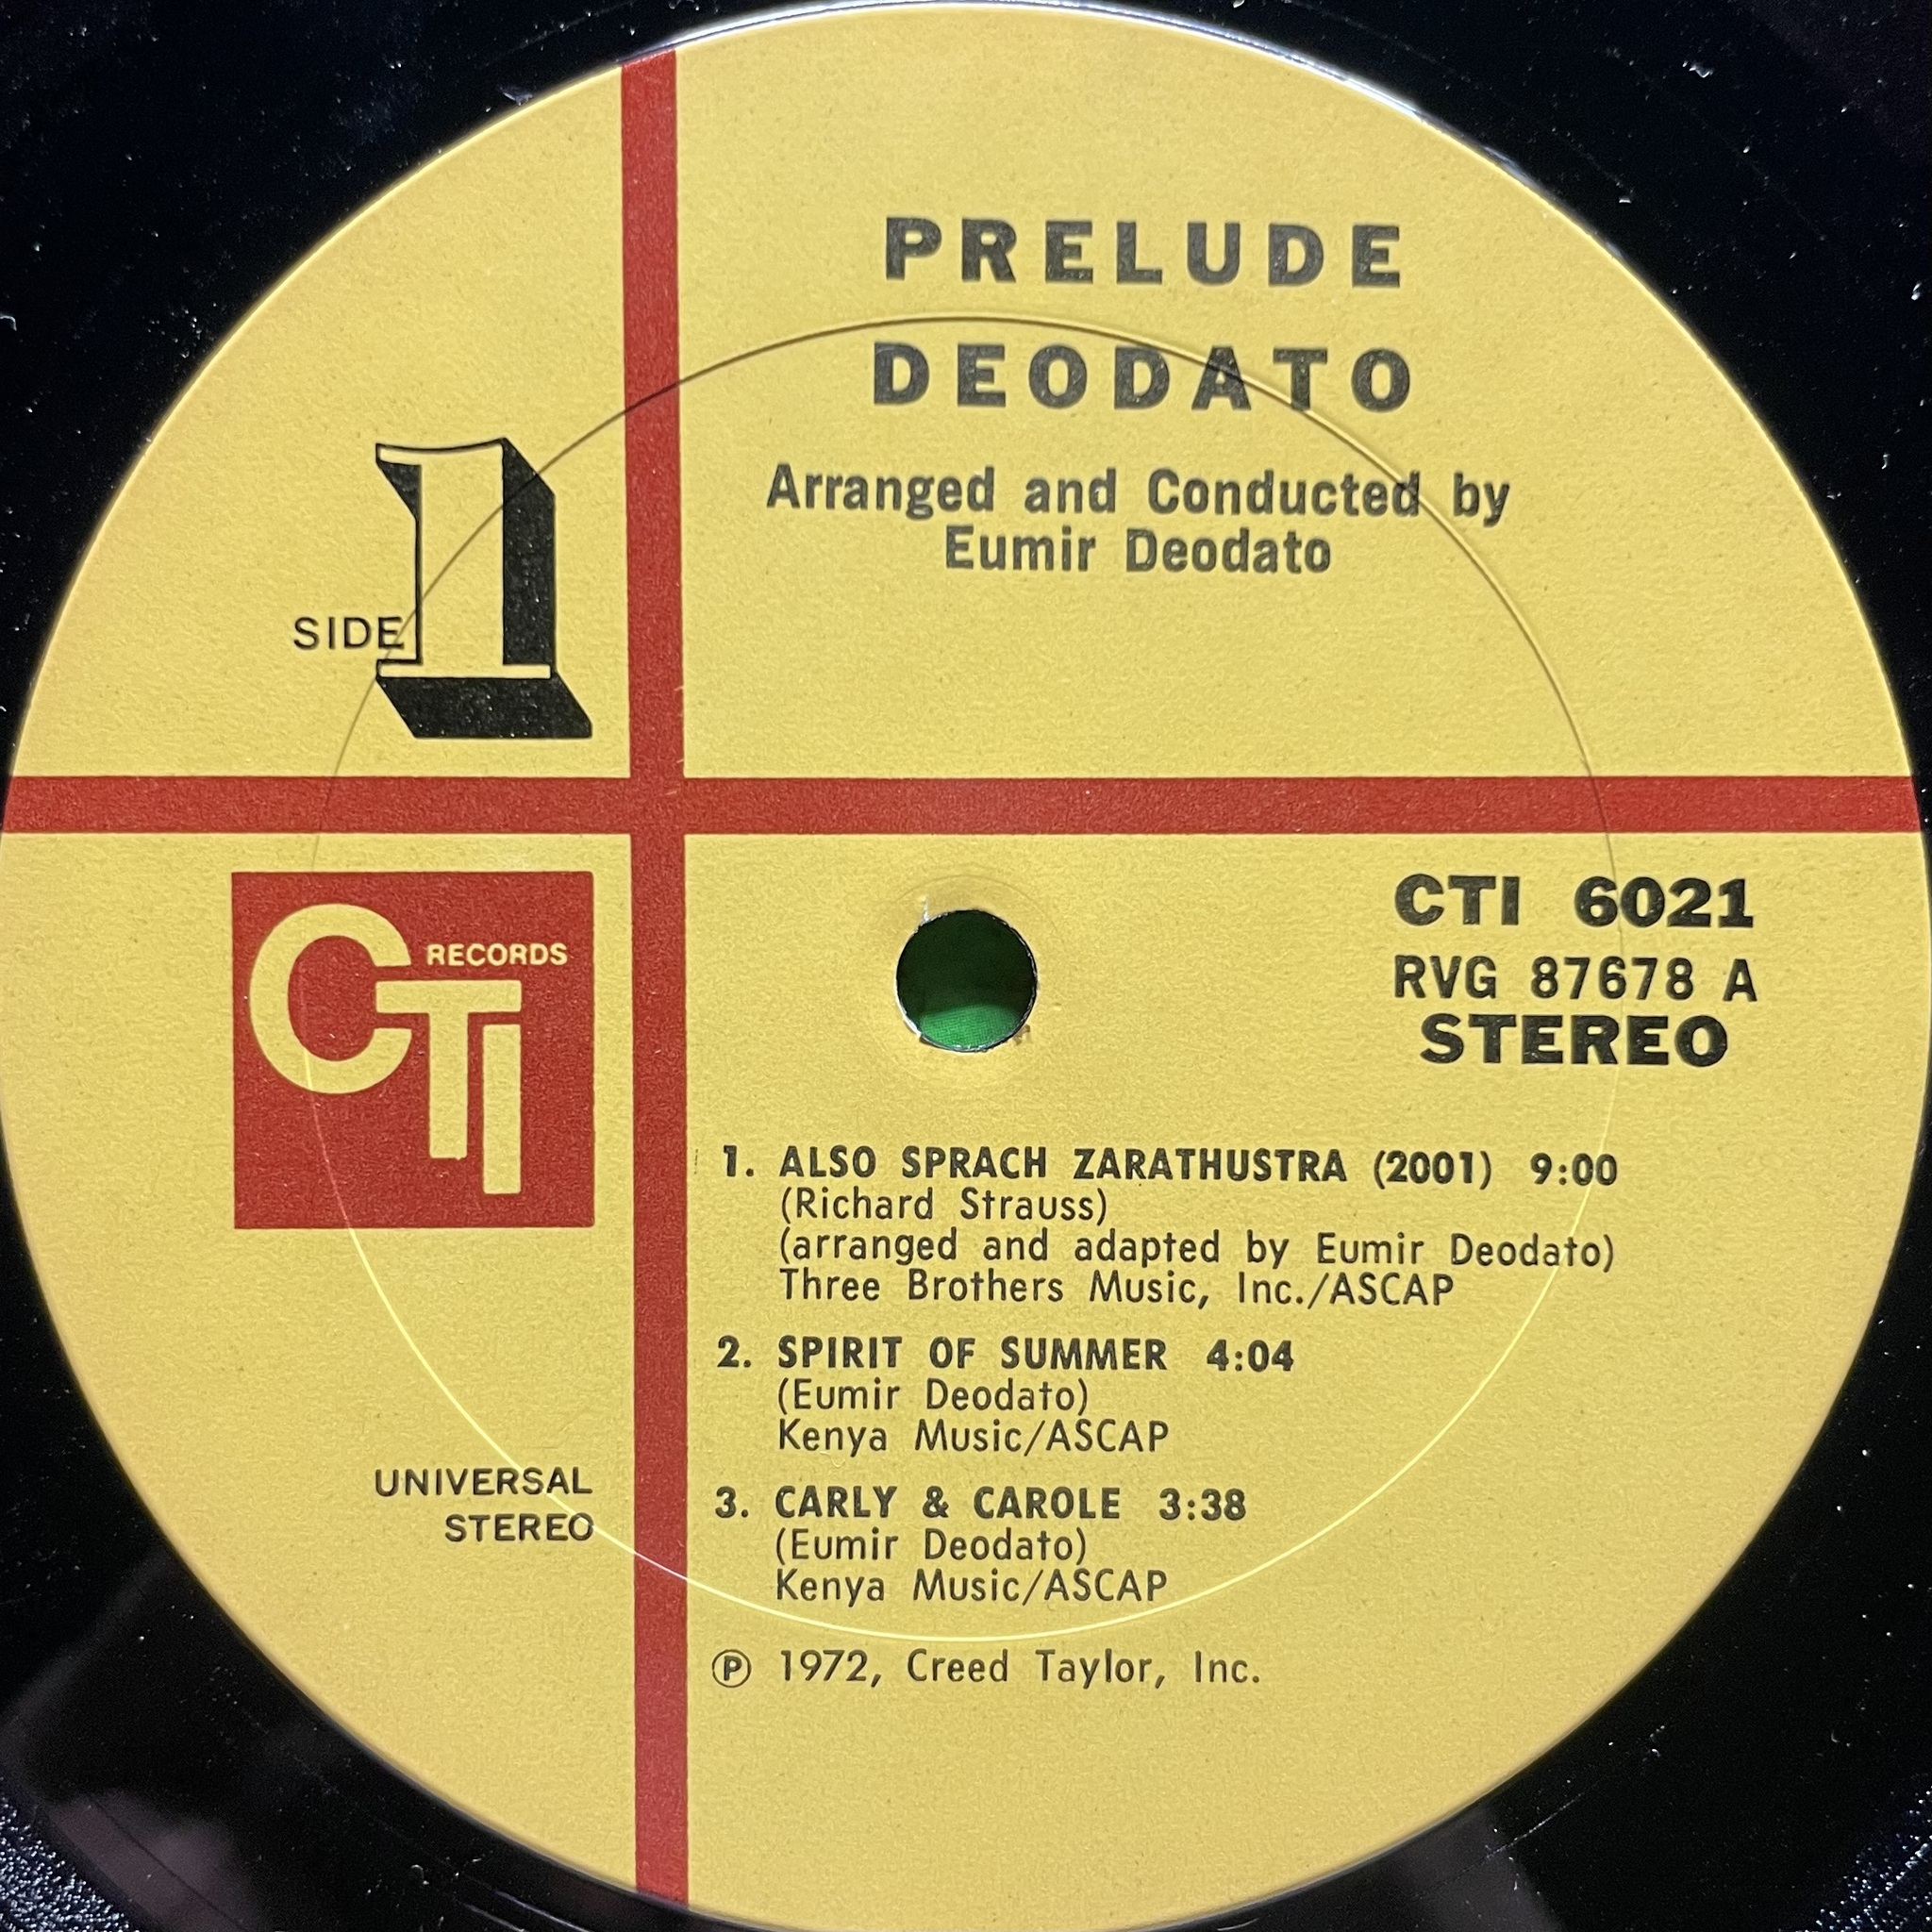 PRELUDE
DEODATO
Arranged and Conducted by
Eumir Deodato
SIDE 1
CTI RECORDS
CTI 6021
RVG 87678 A
STEREO
1. ALSO SPRACH ZARATHUSTRA (2001) 9:00
(Richard Strauss)
(arranged and adapted by Eumir Deodato)
Three Brothers Music, Inc./ASCAP
2. SPIRIT OF SUMMER 4:04
(Eumir Deodato)
Kenya Music/ASCAP
3. CARLY & CAROLE 3:38
(Eumir Deodato)
Kenya Music/ASCAP
℗ 1972, Creed Taylor, Inc.
UNIVERSAL
STEREO